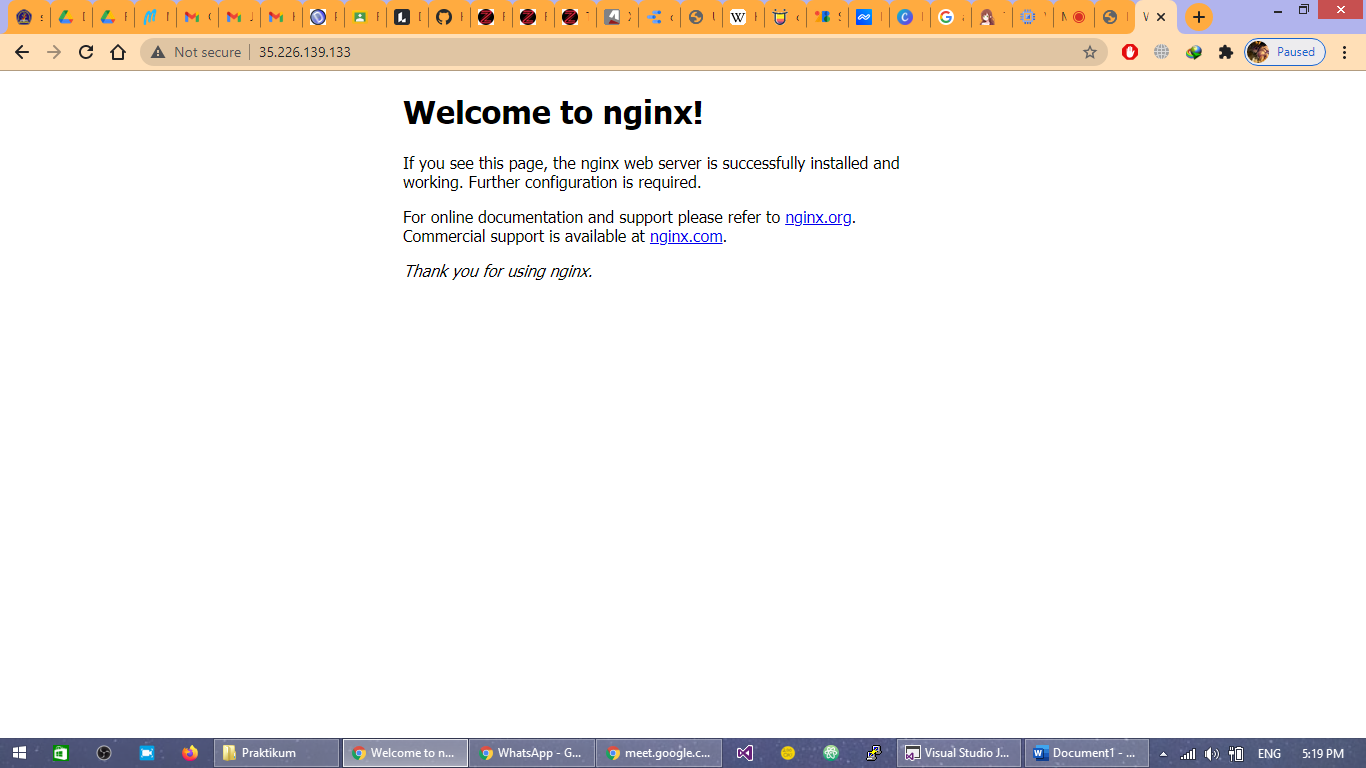 Not secure | 35.226.139.133
Paused
Welcome to nginx!
If you see this page, the nginx web server is successfully installed and
working. Further configuration is required.
For online documentation and support please refer to nginx.org.
Commercial support is available at nginx.com.
Thank you for using nginx.
Praktikum
Welcome to n...
WhatsApp - G...
meet.google.c...
Visual Studio J...
Document1 - ...
ENG
5:19 PM